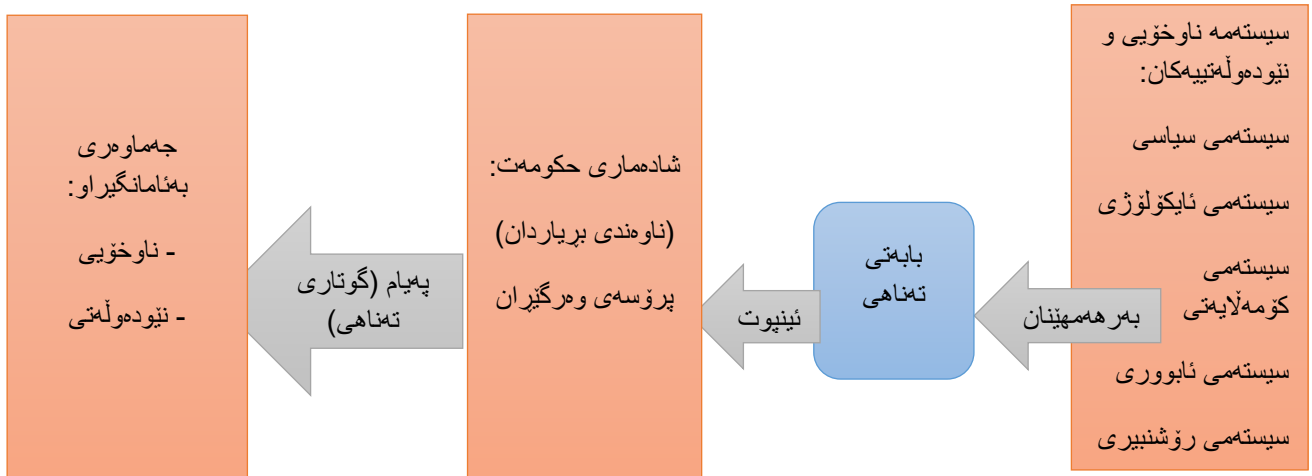 سیستەمە ناوخۆیی و
نێودەوڵەتییەکان:
سیستەمی سیاسی
سیستەمی ئایکۆلۆژی
سیستەمی
کۆمەڵایەتی
سیستەمی ئابووری
سیستەمی رۆشنبیری
بەرهەمهێنان
بابەتی
تەناهی
ئینپوت
شادەماری حکومەت:
(ناوەندی بڕیاردان)
پرۆسەی وەرگێڕان
پەیام (گوتاری
تەناهی)
جەماوەری
بەئامانگیراو:
- ناوخۆیی
- نێودەوڵەتی